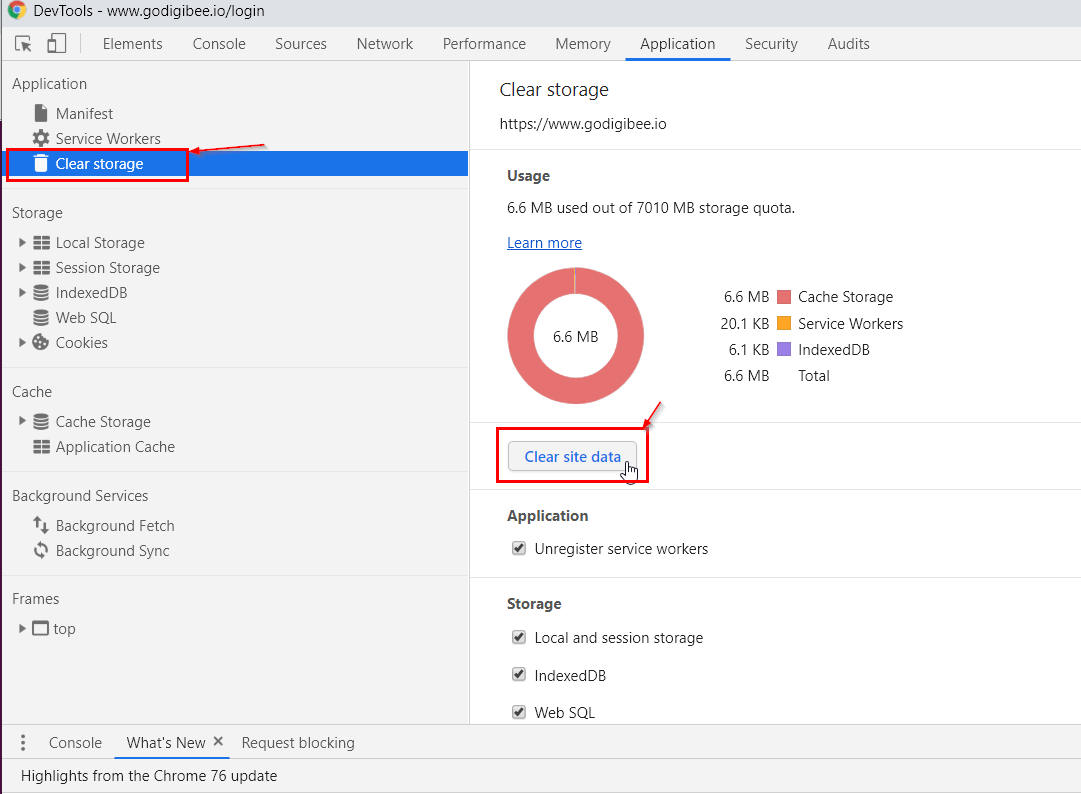 DevTools - www.godigibee.io/login
Elements Console Sources Network Performance Memory Application Security Audits
Application
Manifest
Service Workers
Clear storage
Storage
Local Storage
Session Storage
IndexedDB
Web SQL
Cookies
Cache
Cache Storage
Application Cache
Background Services
Background Fetch
Background Sync
Frames
top
Clear storage
https://www.godigibee.io
Usage
6.6 MB used out of 7010 MB storage quota.
Learn more
6.6 MB
6.6 MB Cache Storage
20.1 KB Service Workers
6.1 KB IndexedDB
6.6 MB Total
Clear site data
Application
Unregister service workers
Storage
Local and session storage
IndexedDB
Web SQL
Console What's New Request blocking
Highlights from the Chrome 76 update